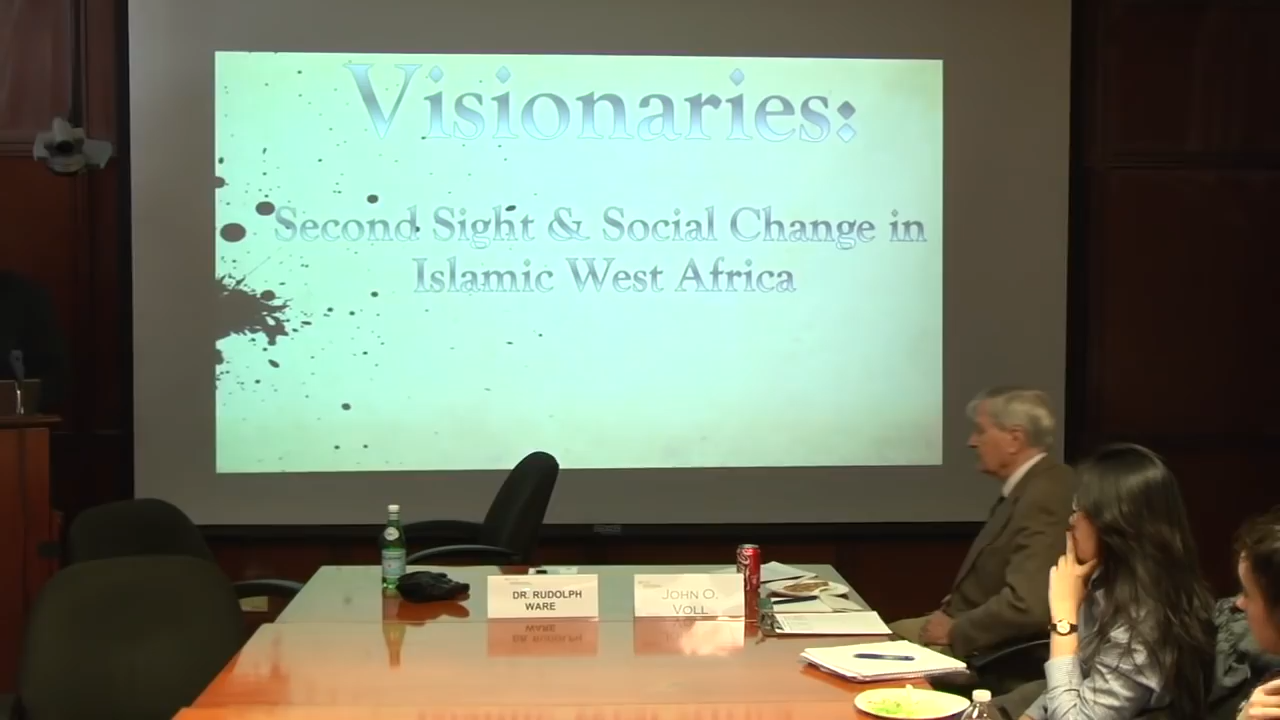 Visionaries:
Second Sight & Social Change in
Islamic West Africa
DR. RUDOLPH
WARE
JOHN O.
VOLL